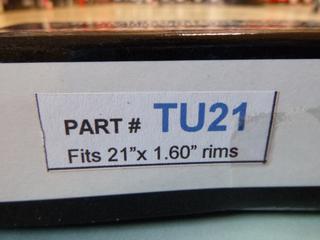 PART # TU21
Fits 21”x 1.60” rims